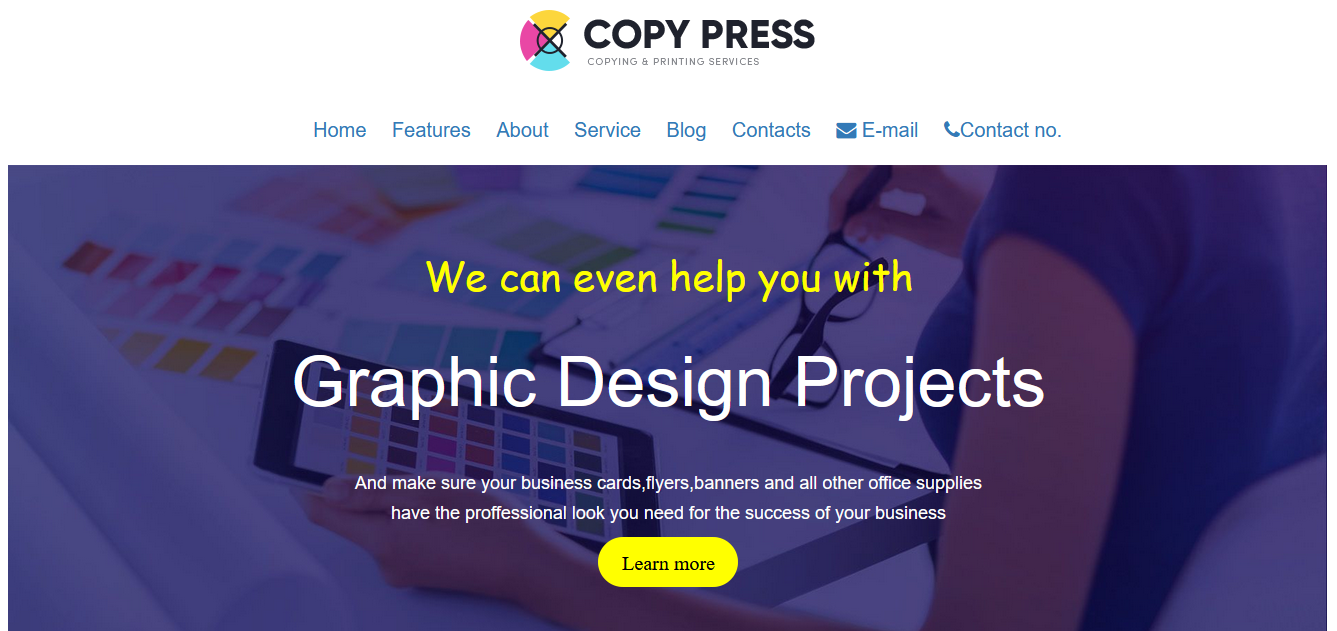 COPY PRESS
COPYING & PRINTING SERVICES
Home Features About Service Blog Contacts E-mail Contact no.
We can even help you with
Graphic Design Projects
And make sure your business cards,flyers,banners and all other office supplies
have the proffessional look you need for the success of your business
Learn more